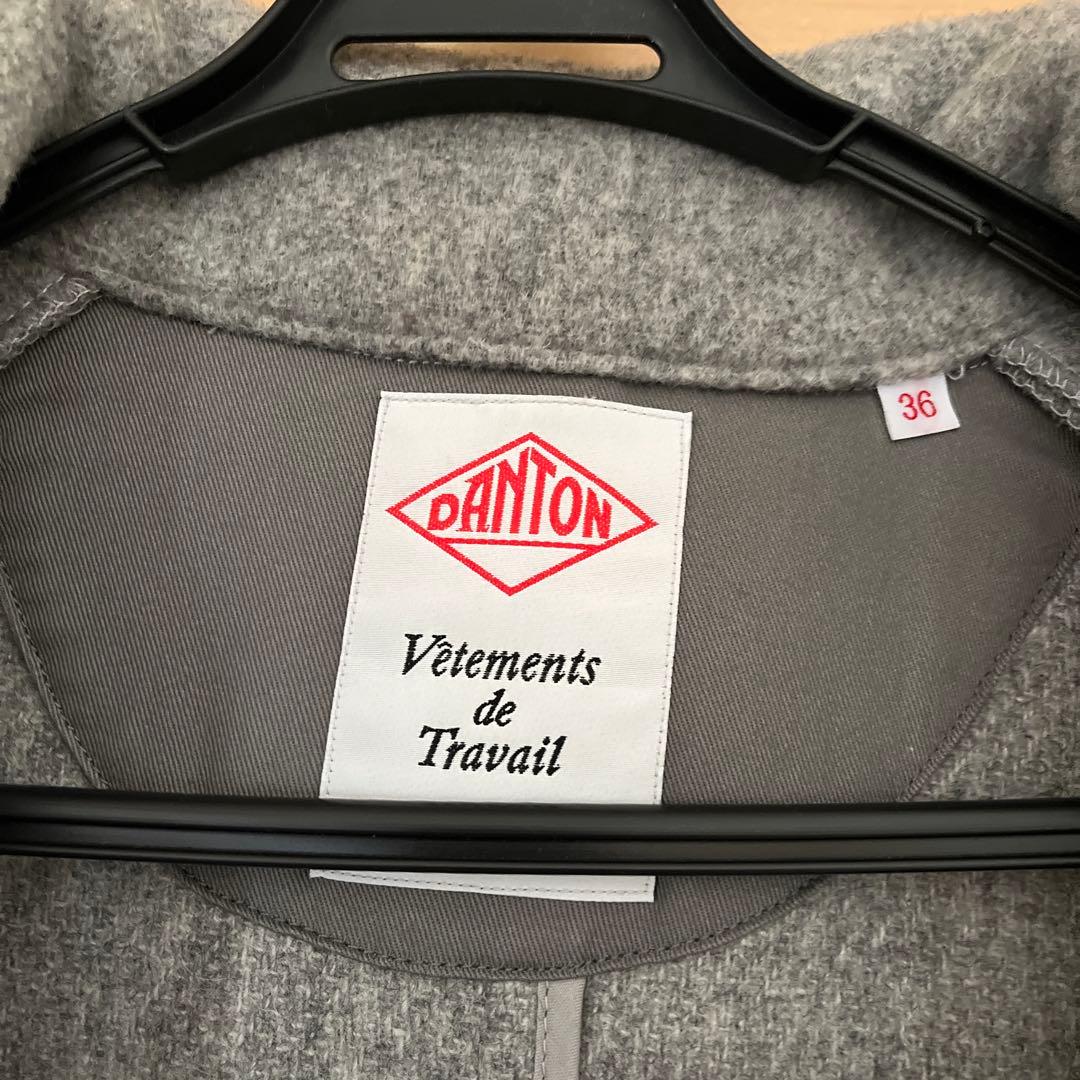 36
DANTON
Vêtements
de
Travail